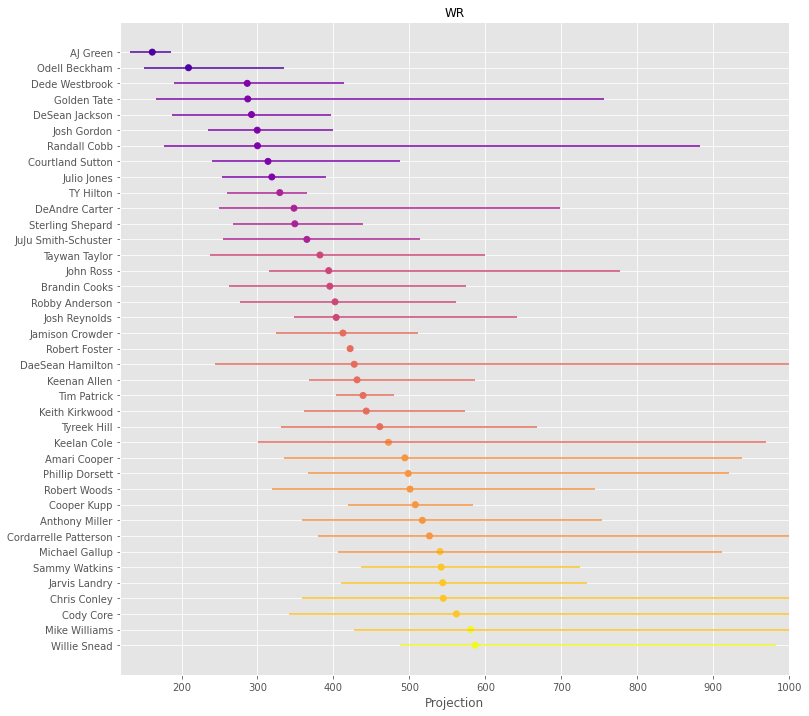 WR
AJ Green
Odell Beckham
Dede Westbrook
Golden Tate
DeSean Jackson
Josh Gordon
Randall Cobb
Courtland Sutton
Julio Jones
TY Hilton
DeAndre Carter
Sterling Shepard
JuJu Smith-Schuster
Taywan Taylor
John Ross
Brandin Cooks
Robby Anderson
Josh Reynolds
Jamison Crowder
Robert Foster
DaeSean Hamilton
Keenan Allen
Tim Patrick
Keith Kirkwood
Tyreek Hill
Keelan Cole
Amari Cooper
Phillip Dorsett
Robert Woods
Cooper Kupp
Anthony Miller
Cordarrelle Patterson
Michael Gallup
Sammy Watkins
Jarvis Landry
Chris Conley
Cody Core
Mike Williams
Willie Snead
200 300 400 500 600 700 800 900 1000
Projection